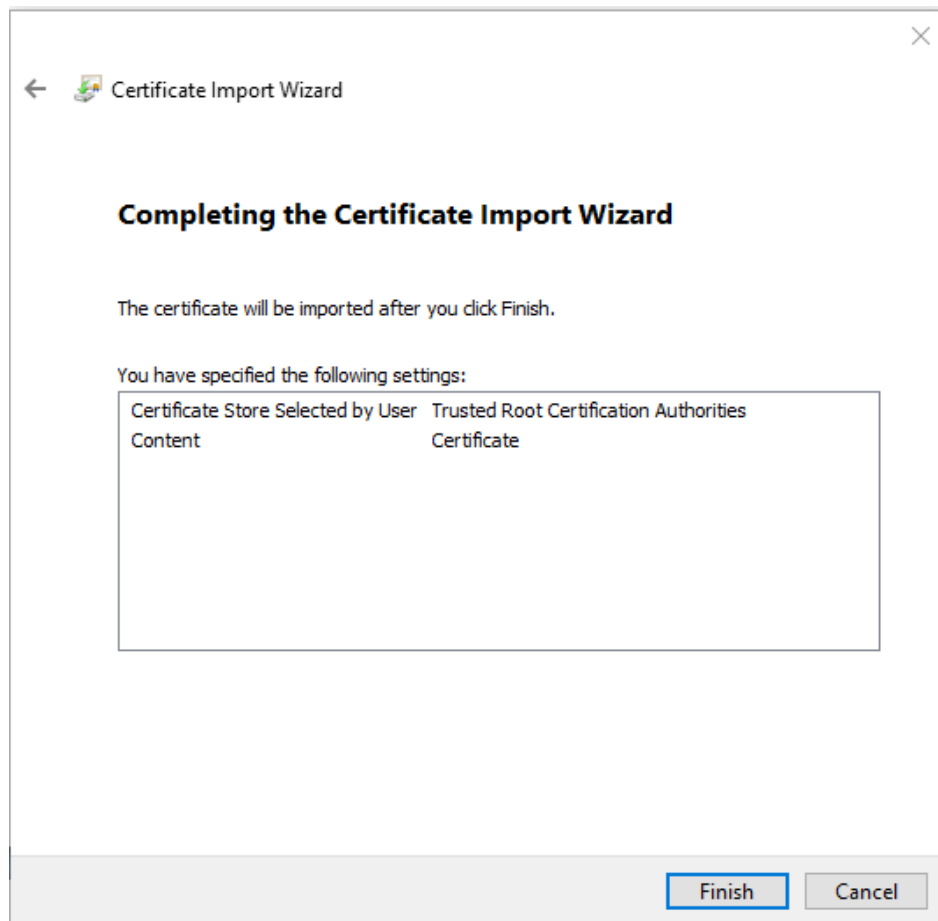 Certificate Import Wizard
Completing the Certificate Import Wizard
The certificate will be imported after you click Finish.
You have specified the following settings:
Certificate Store Selected by User Trusted Root Certification Authorities
Content Certificate
Finish Cancel